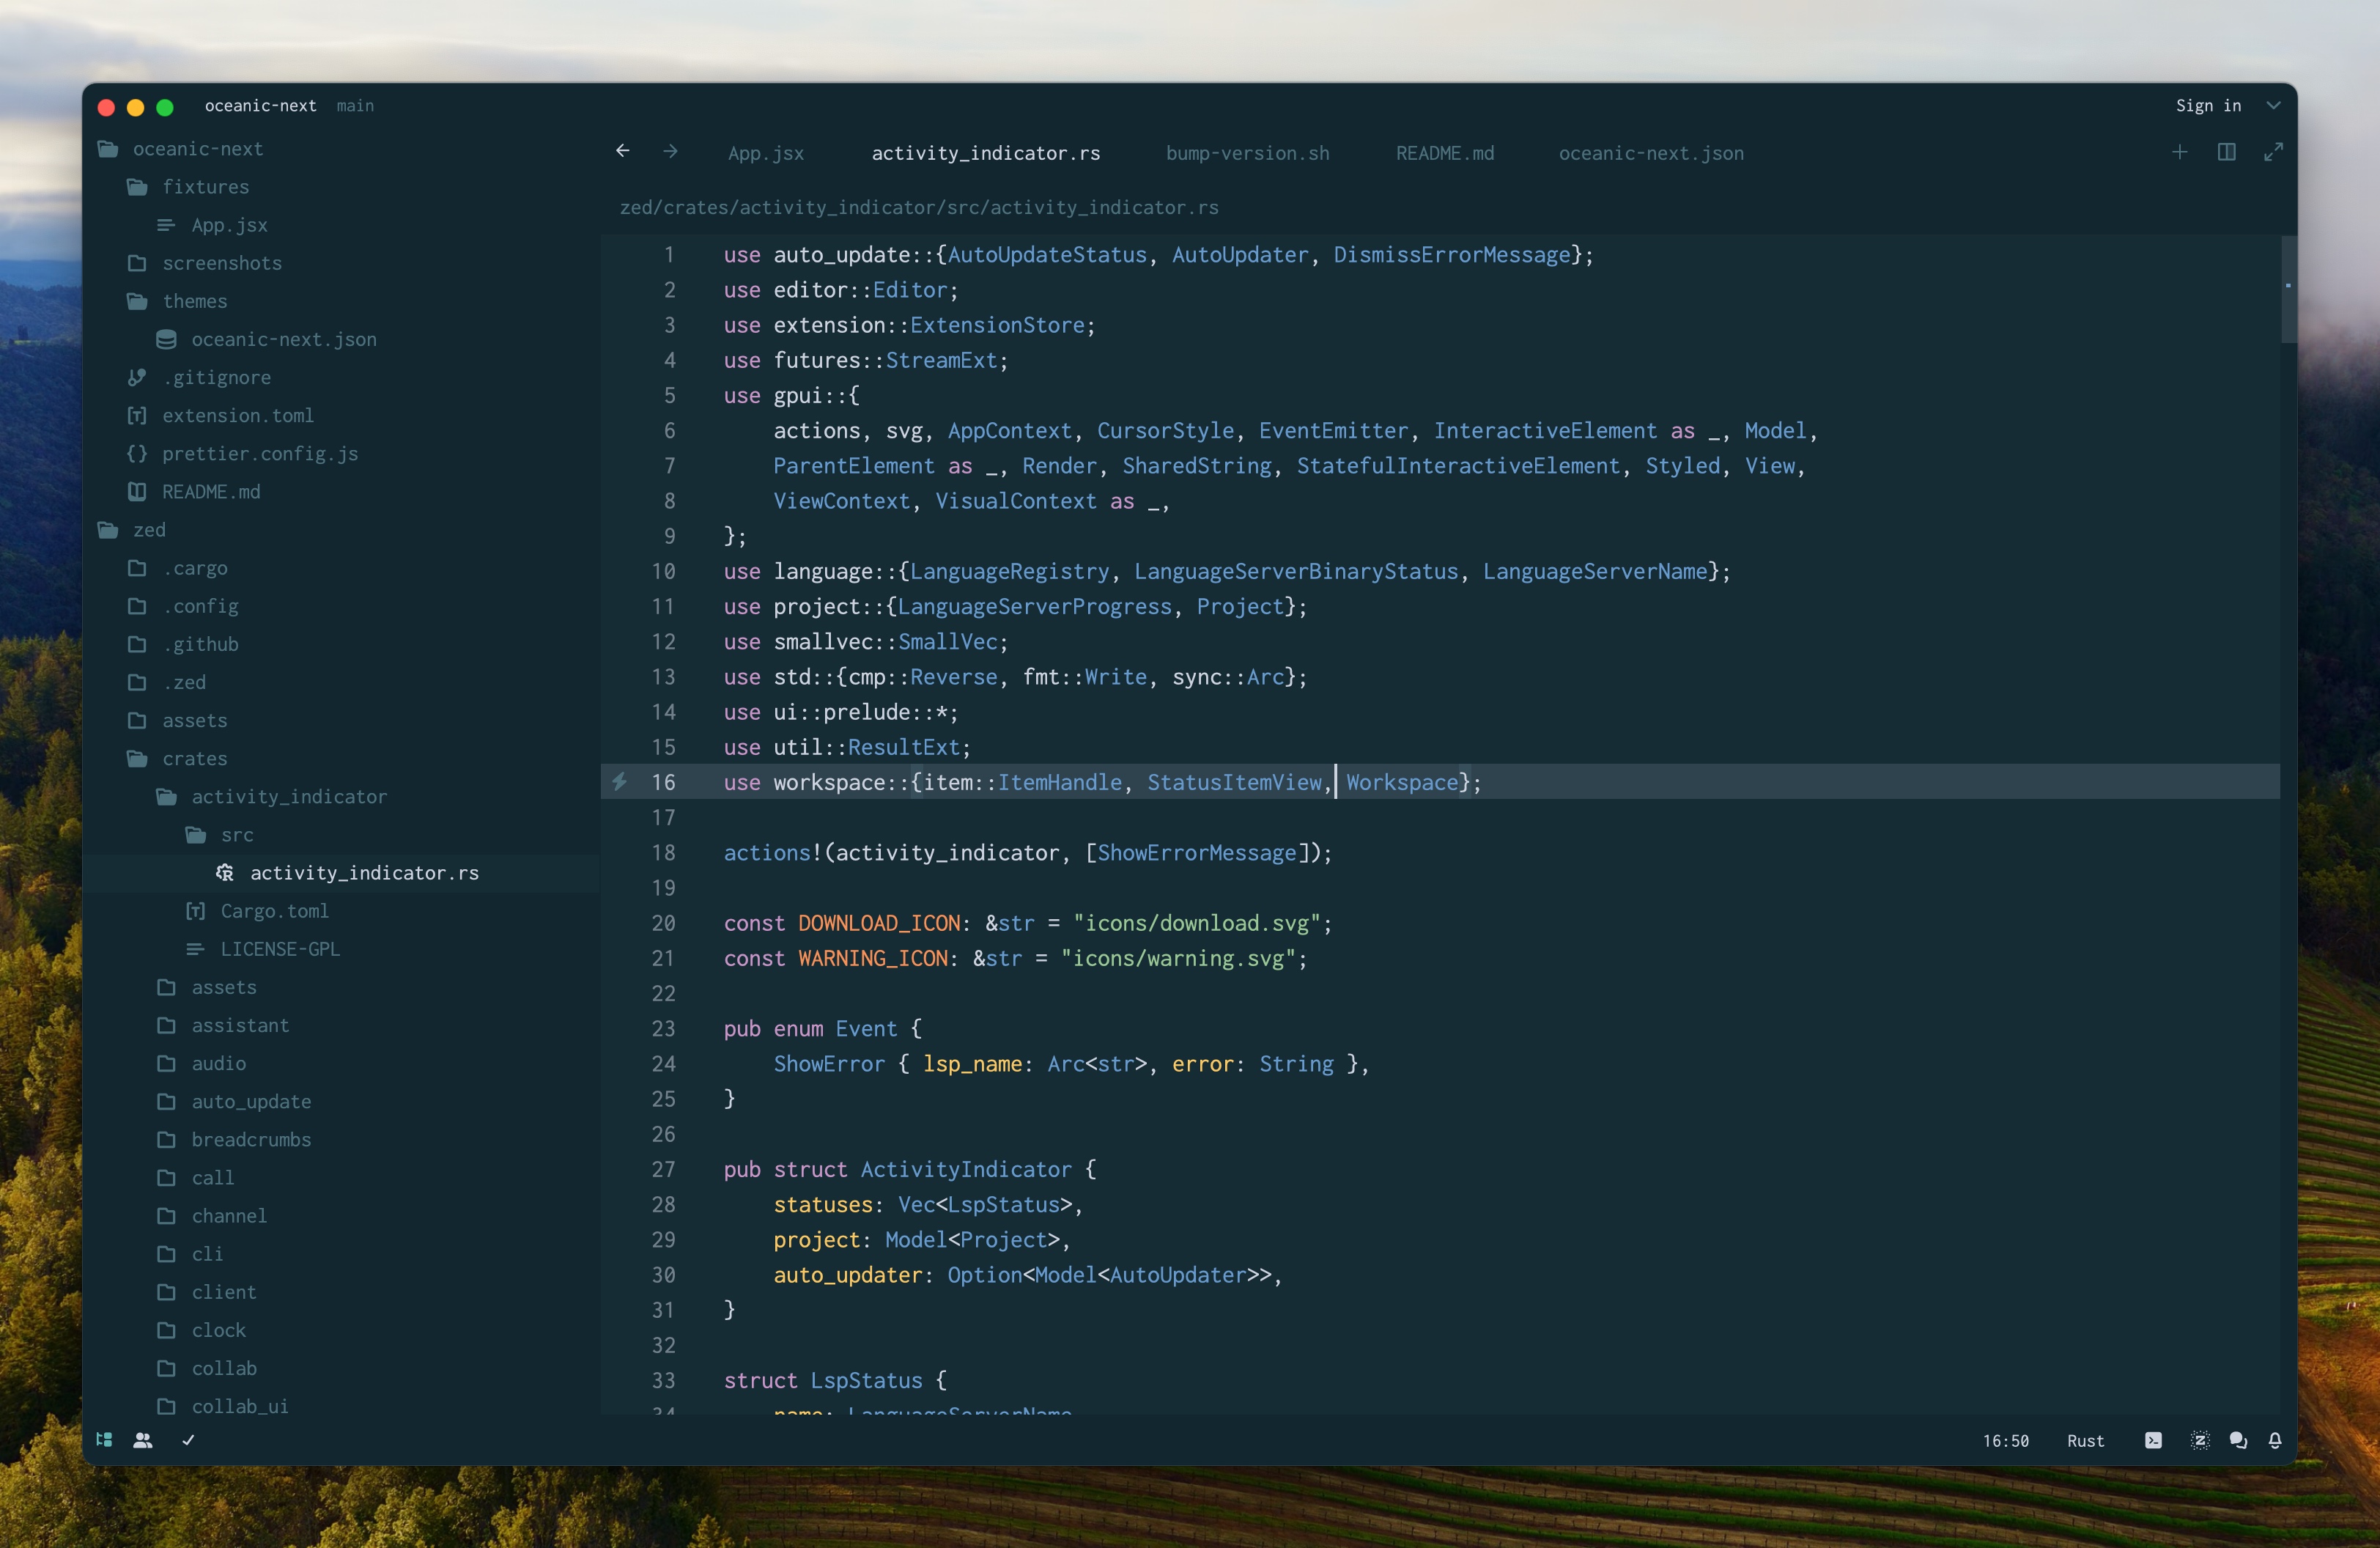 oceanic-next main
Sign in
oceanic-next
fixtures
App.jsx
screenshots
themes
oceanic-next.json
.gitignore
extension.toml
prettier.config.js
README.md
zed
.cargo
.config
.github
.zed
assets
crates
activity_indicator
src
activity_indicator.rs
Cargo.toml
LICENSE-GPL
assets
assistant
audio
auto_update
breadcrumbs
call
channel
cli
client
clock
collab
collab_ui
App.jsx activity_indicator.rs bump-version.sh README.md oceanic-next.json
zed/crates/activity_indicator/src/activity_indicator.rs
1 use auto_update::{AutoUpdateStatus, AutoUpdater, DismissErrorMessage};
2 use editor::Editor;
3 use extension::ExtensionStore;
4 use futures::StreamExt;
5 use gpui::{
6     actions, svg, AppContext, CursorStyle, EventEmitter, InteractiveElement as _, Model,
7     ParentElement as _, Render, SharedString, StatefulInteractiveElement, Styled, View,
8     ViewContext, VisualContext as _,
9 };
10 use language::{LanguageRegistry, LanguageServerBinaryStatus, LanguageServerName};
11 use project::{LanguageServerProgress, Project};
12 use smallvec::SmallVec;
13 use std::{cmp::Reverse, fmt::Write, sync::Arc};
14 use ui::prelude::*;
15 use util::ResultExt;
16 use workspace::{item::ItemHandle, StatusItemView, Workspace};
17
18 actions!(activity_indicator, [ShowErrorMessage]);
19
20 const DOWNLOAD_ICON: &str = "icons/download.svg";
21 const WARNING_ICON: &str = "icons/warning.svg";
22
23 pub enum Event {
24     ShowError { lsp_name: Arc<str>, error: String },
25 }
26
27 pub struct ActivityIndicator {
28     statuses: Vec<LspStatus>,
29     project: Model<Project>,
30     auto_updater: Option<Model<AutoUpdater>>,
31 }
32
33 struct LspStatus {
34     name: LanguageServerName
16:50 Rust